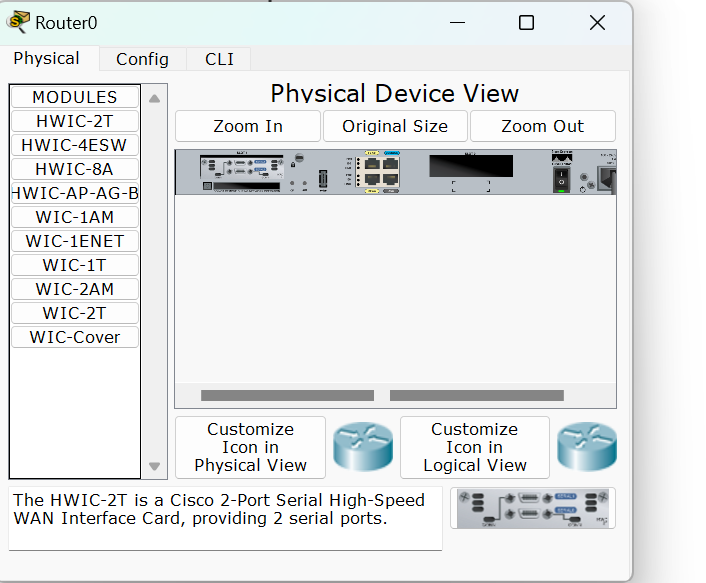 Router0
Physical
Config
CLI
MODULES
HWIC-2T
HWIC-4ESW
HWIC-8A
HWIC-AP-AG-B
WIC-1AM
WIC-1ENET
WIC-1T
WIC-2AM
WIC-2T
WIC-Cover
Physical Device View
Zoom In
Original Size
Zoom Out
Customize
Icon in
Physical View
Customize
Icon in
Logical View
The HWIC-2T is a Cisco 2-Port Serial High-Speed
WAN Interface Card, providing 2 serial ports.